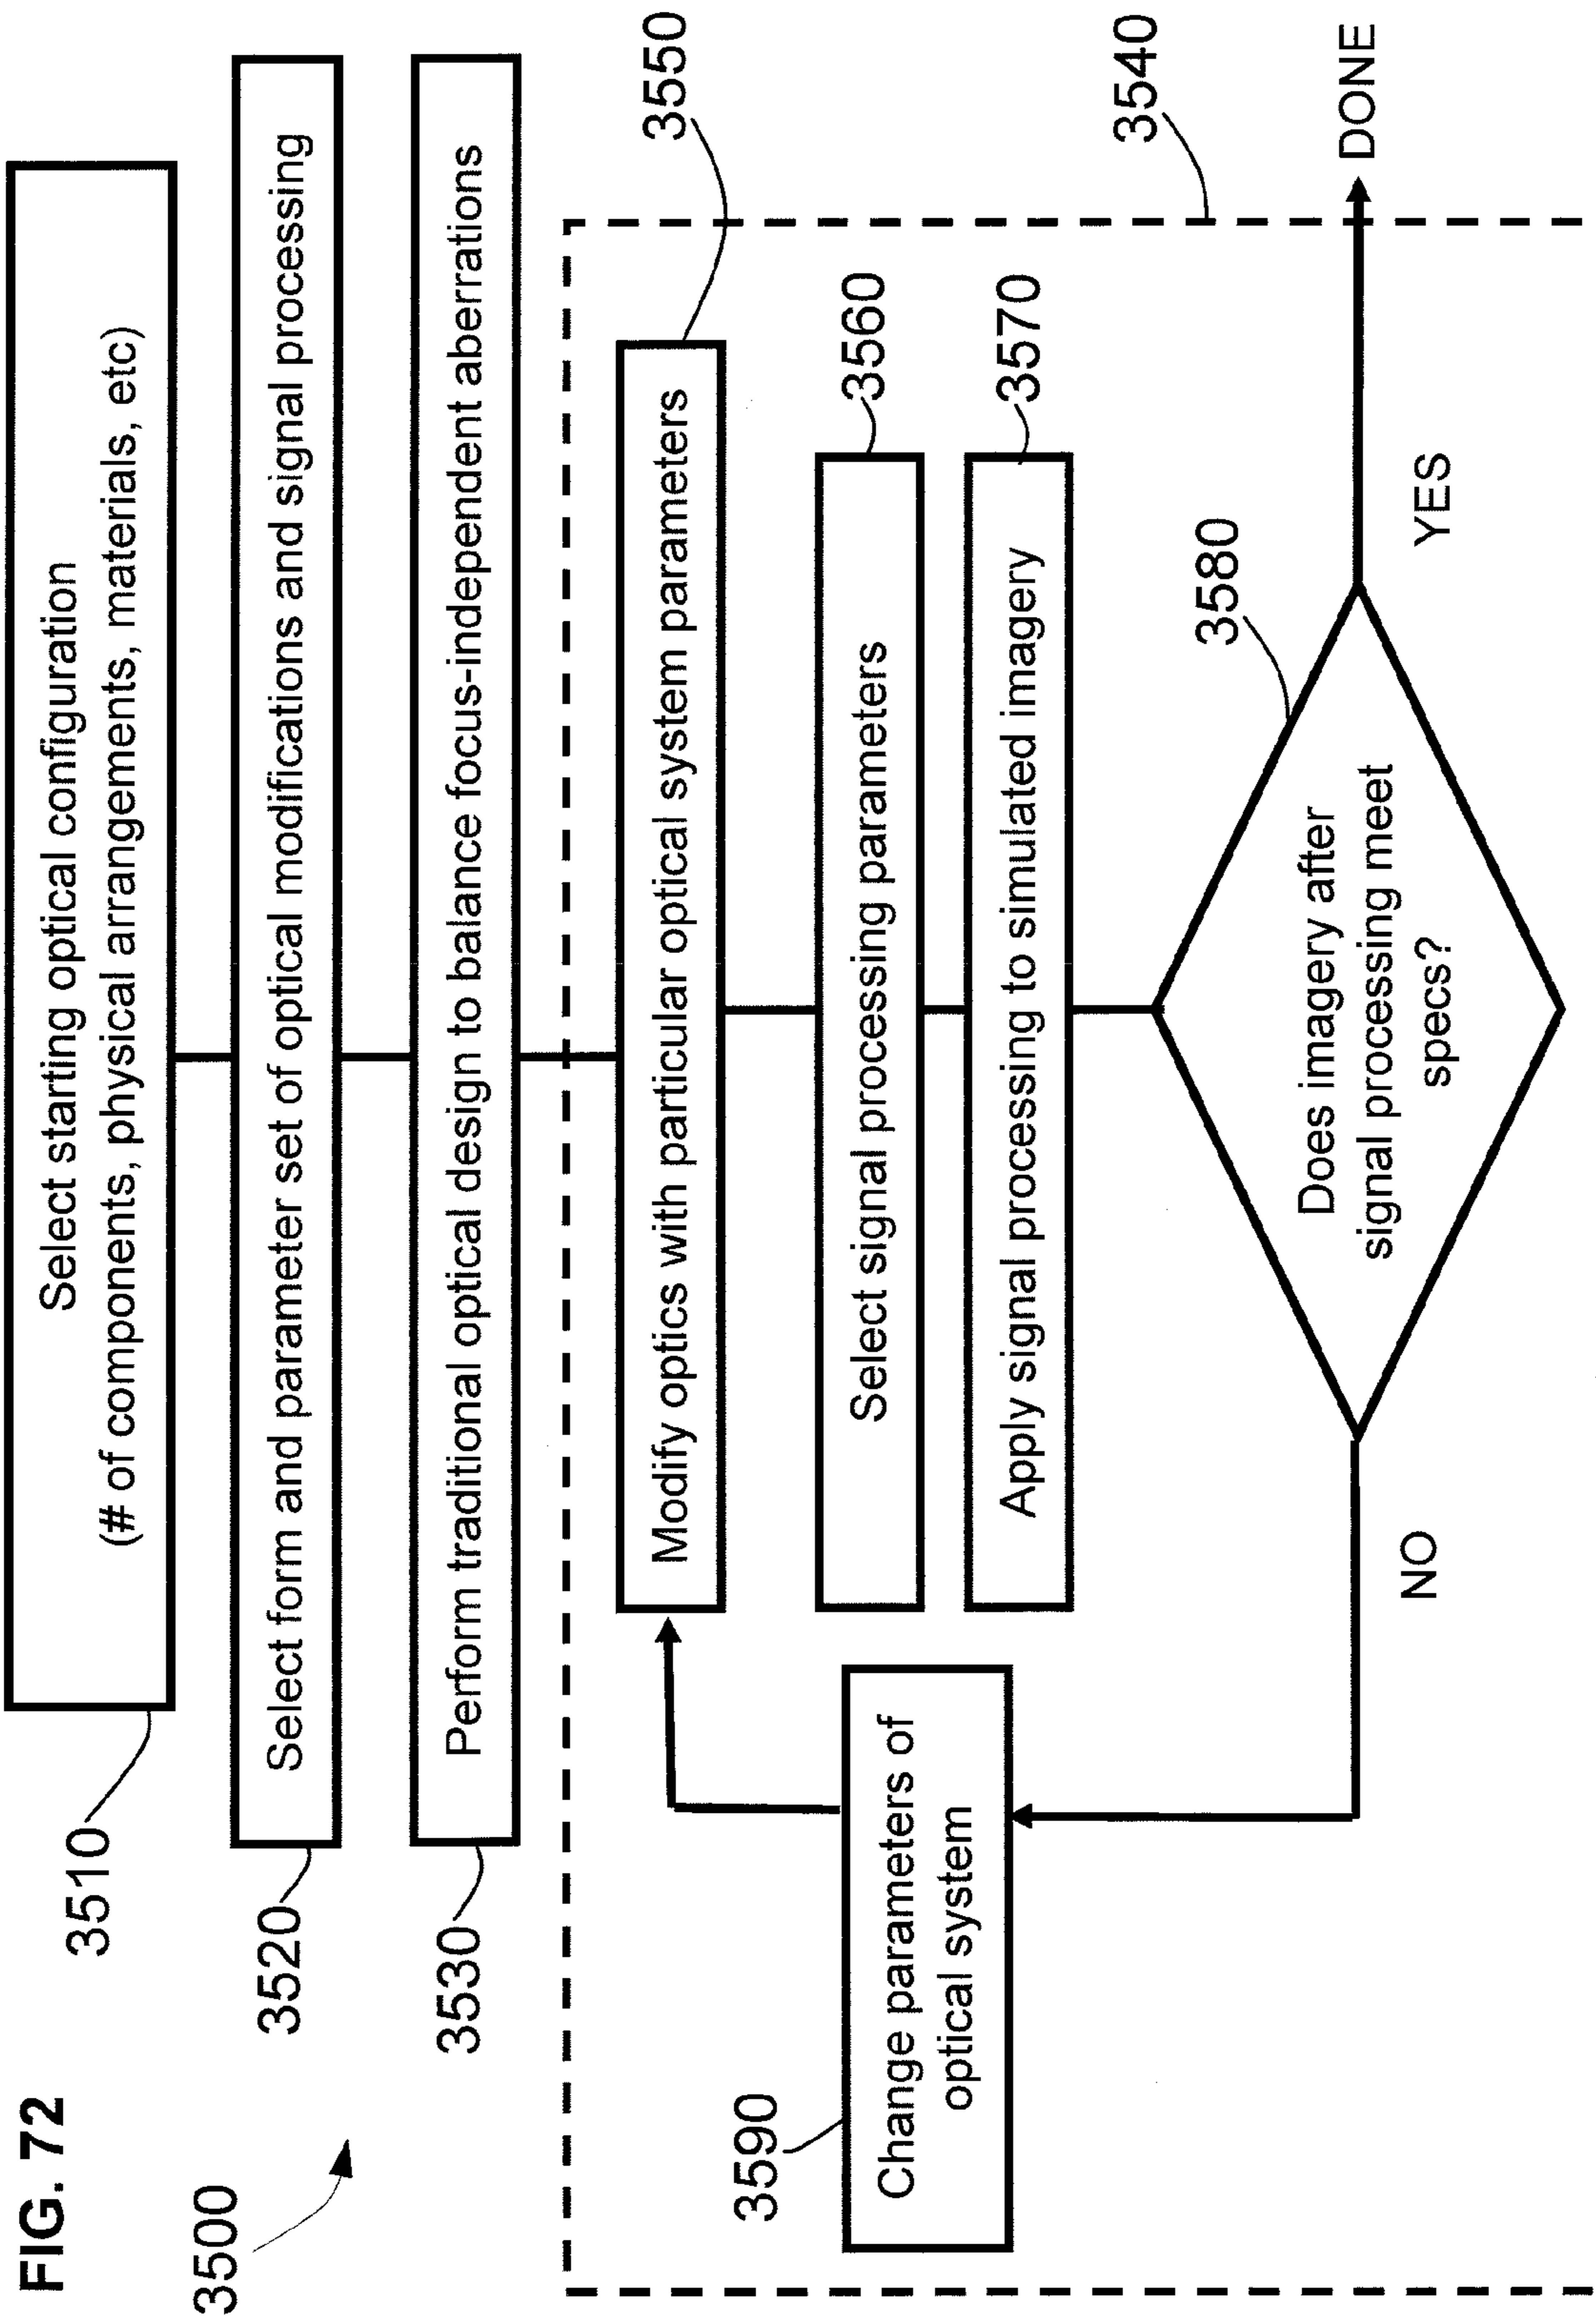 FIG. 72
3500
3510
Select starting optical configuration
(# of components, physical arrangements, materials, etc)
3520
Select form and parameter set of optical modifications and signal processing
3530
Perform traditional optical design to balance focus-independent aberrations
3550
Modify optics with particular optical system parameters
3590
Change parameters of
optical system
3560
Select signal processing parameters
3570
Apply signal processing to simulated imagery
3540
3580
Does imagery after
signal processing meet
specs?
NO
YES
DONE